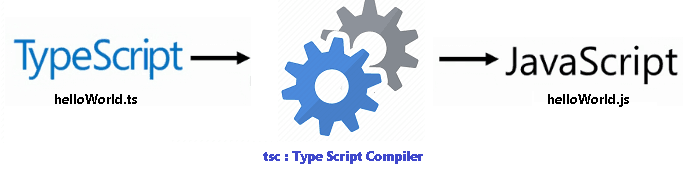 TypeScript
helloWorld.ts
tsc : Type Script Compiler
JavaScript
helloWorld.js